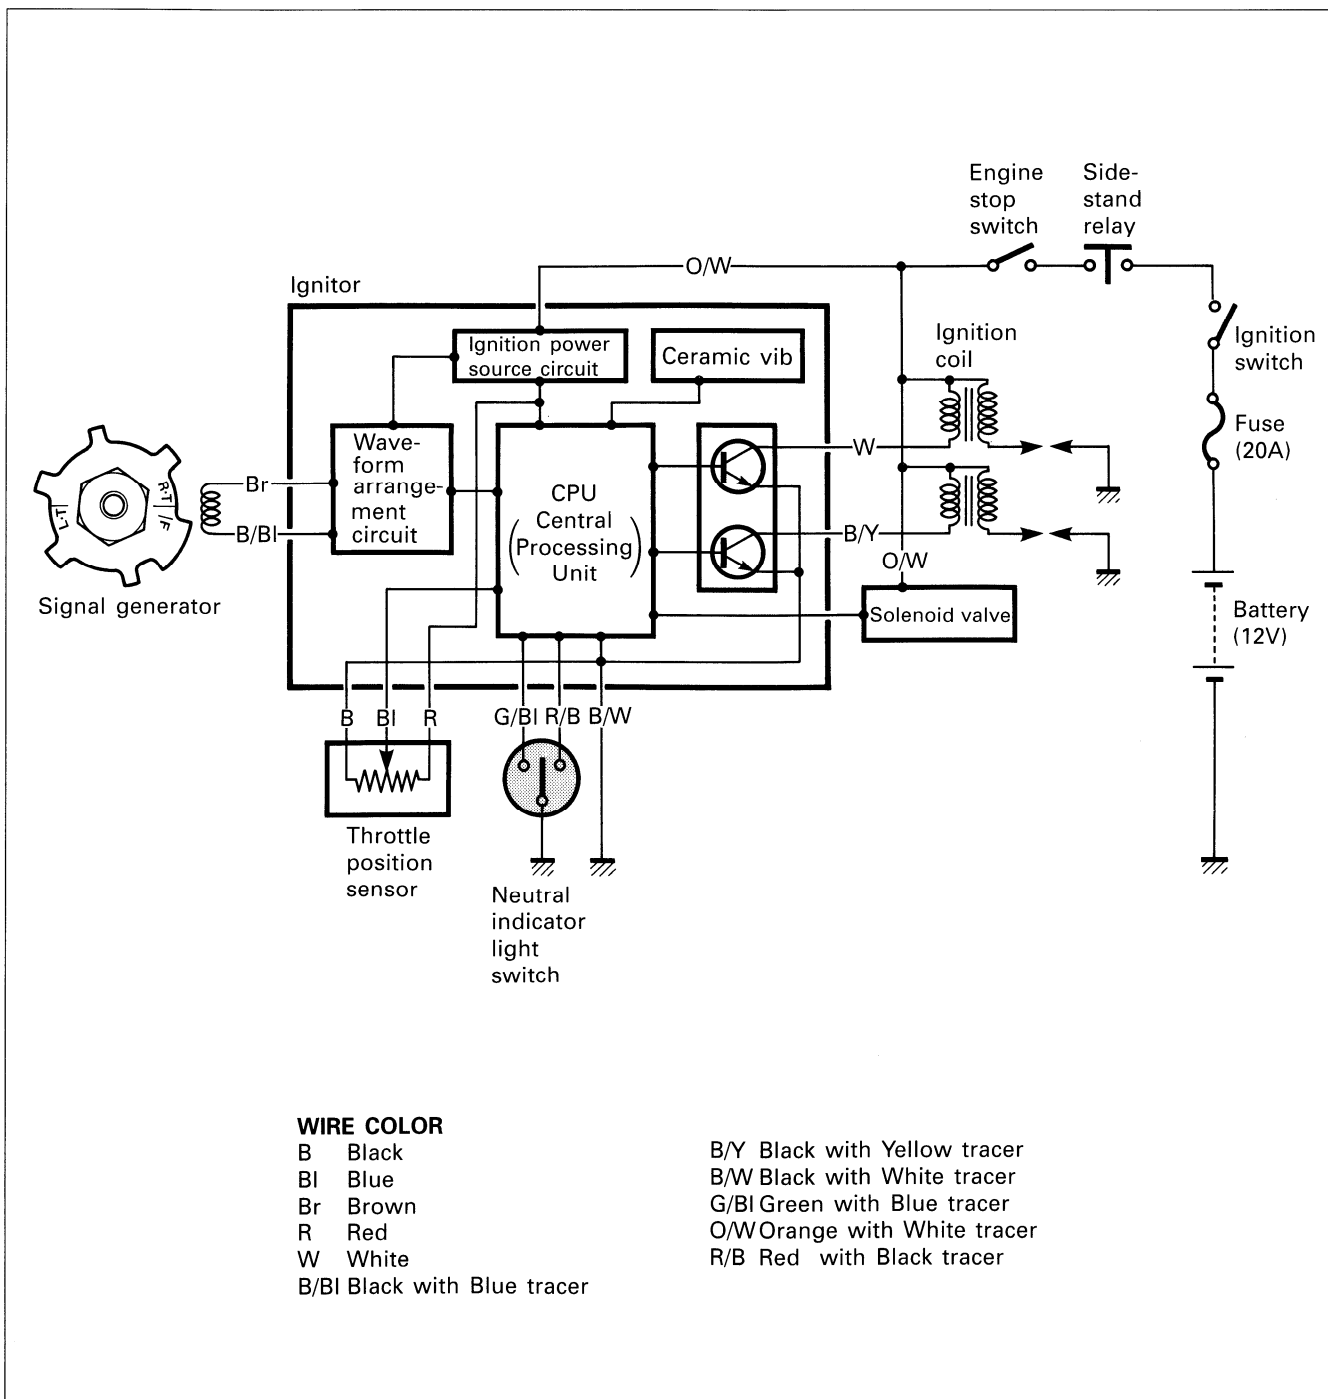 Engine
stop
switch
Side-
stand
relay
O/W
Ignitor
Ignition power
source circuit
Ceramic vib
Ignition
coil
Ignition
switch
Fuse
(20A)
Wave-
form
arrange-
ment
circuit
Br
B/Bl
R·T
/F
L·T
Signal generator
CPU
Central
Processing
Unit
W
B/Y
O/W
Solenoid valve
Battery
(12V)
B
Bl
R
G/Bl
R/B
B/W
Throttle
position
sensor
Neutral
indicator
light
switch
WIRE COLOR
B Black
Bl Blue
Br Brown
R Red
W White
B/Bl Black with Blue tracer
B/Y Black with Yellow tracer
B/W Black with White tracer
G/Bl Green with Blue tracer
O/W Orange with White tracer
R/B Red with Black tracer